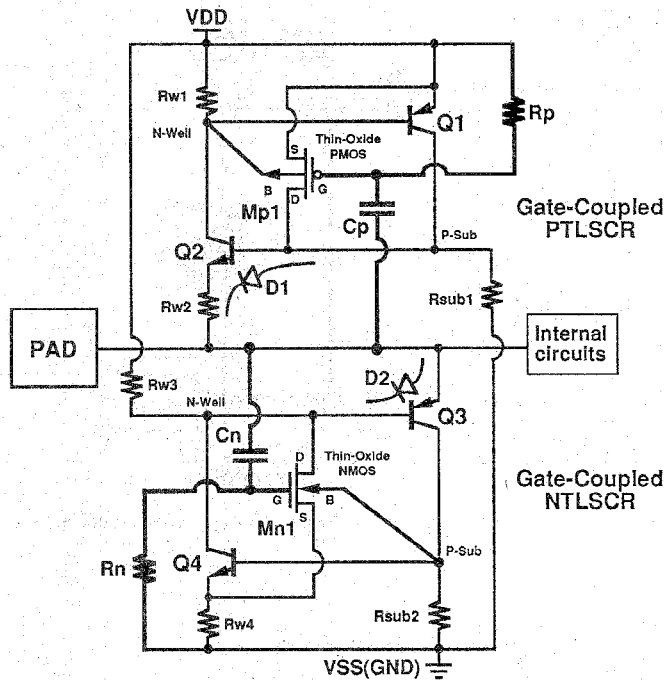 VDD
Rw1
N-Well
Q1
Rp
Thin-Oxide
PMOS
S
B
G
D
Mp1
Cp
Gate-Coupled
PTLSCR
P-Sub
Q2
D1
Rw2
Rsub1
PAD
Internal
circuits
Rw3
D2
N-Well
Q3
Cn
D
Thin-Oxide
NMOS
G
B
S
Mn1
Gate-Coupled
NTLSCR
P-Sub
Rn
Q4
Rw4
Rsub2
VSS(GND)